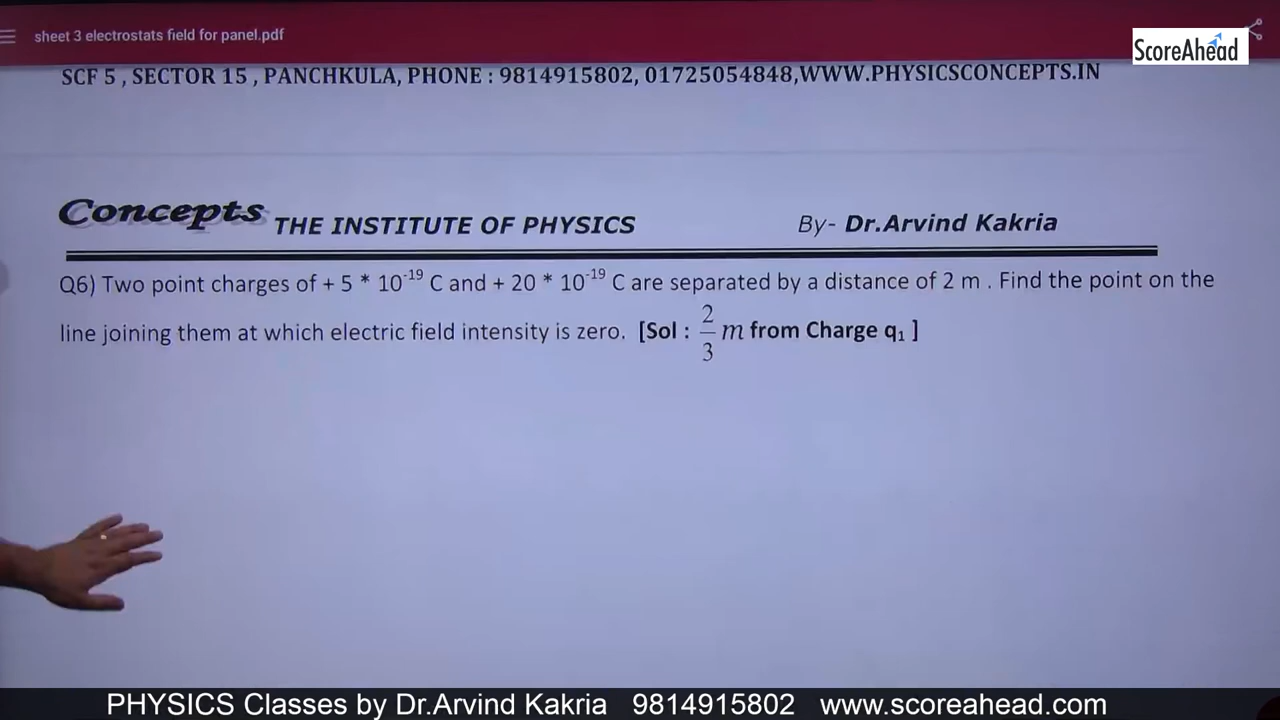 sheet 3 electrostats field for panel.pdf
ScoreAhead
SCF 5 , SECTOR 15 , PANCHKULA, PHONE : 9814915802, 01725054848,WWW.PHYSICSCONCEPTS.IN
Concepts THE INSTITUTE OF PHYSICS By- Dr.Arvind Kakria
Q6) Two point charges of + 5 * 10⁻¹⁹ C and + 20 * 10⁻¹⁹ C are separated by a distance of 2 m . Find the point on the
line joining them at which electric field intensity is zero. [Sol : 2/3 m from Charge q₁ ]
PHYSICS Classes by Dr.Arvind Kakria 9814915802 www.scoreahead.com